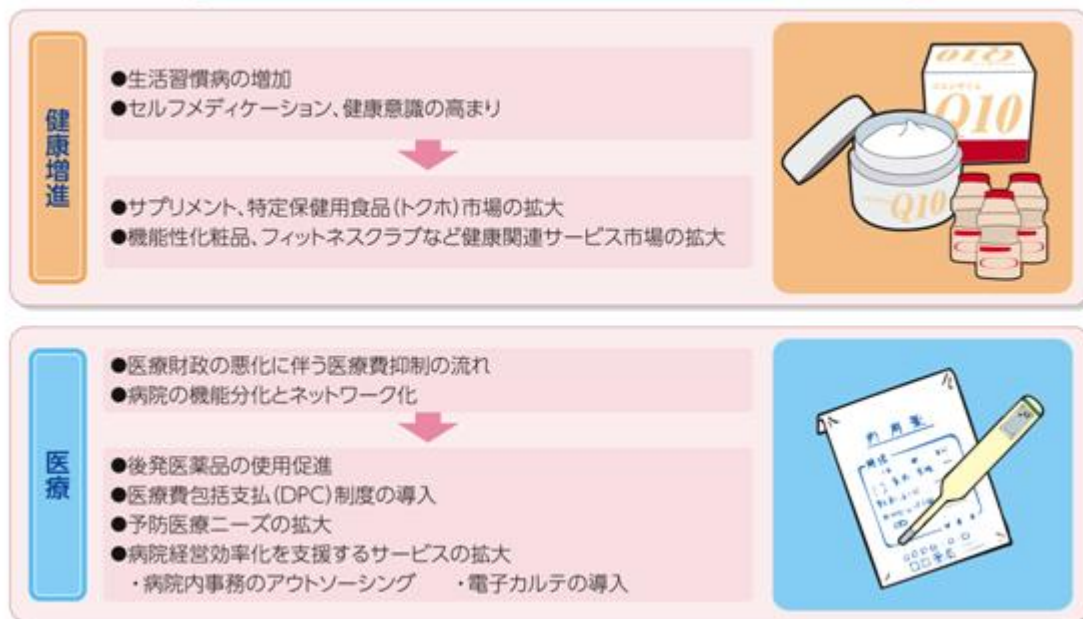 健康増進
●生活習慣病の増加
●セルフメディケーション、健康意識の高まり
●サプリメント、特定保健用食品(トクホ)市場の拡大
●機能性化粧品、フィットネスクラブなど健康関連サービス市場の拡大
Q10
Q10
Q10
医療
●医療財政の悪化に伴う医療費抑制の流れ
●病院の機能分化とネットワーク化
●後発医薬品の使用促進
●医療費包括支払(DPC)制度の導入
●予防医療ニーズの拡大
●病院経営効率化を支援するサービスの拡大
・病院内事務のアウトソーシング ・電子カルテの導入
内用薬